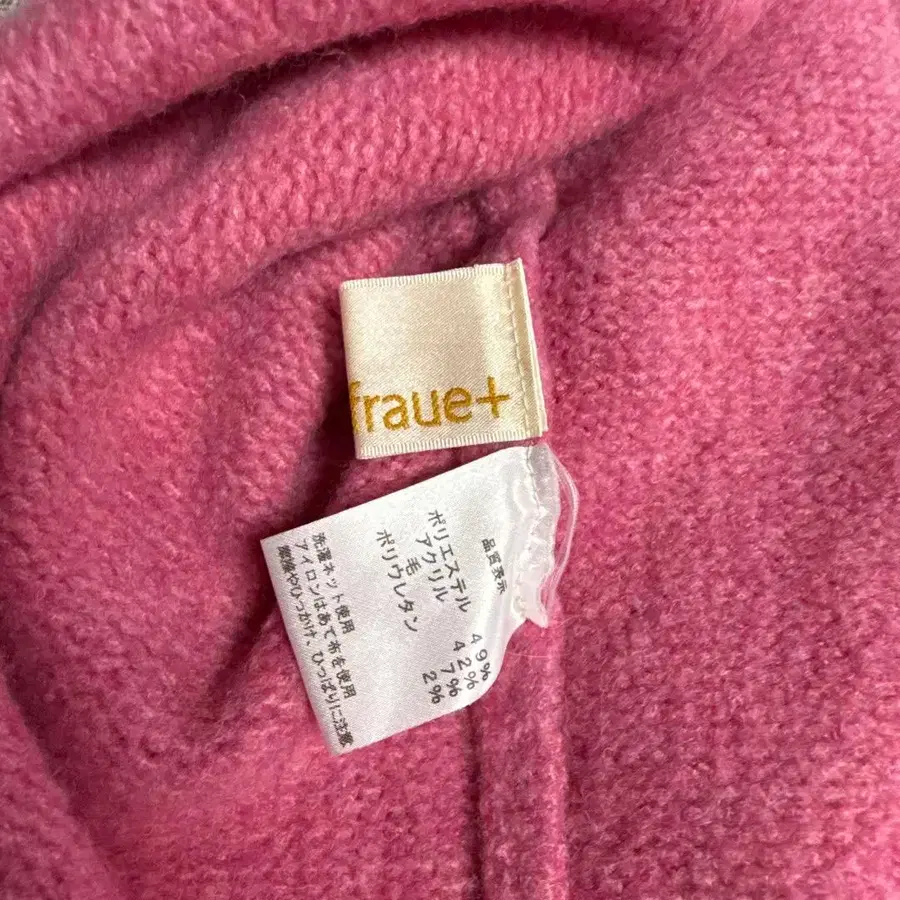 fraue+
品質表示
ポリエステル 49%
アクリル 42%
毛 7%
ポリウレタン 2%
洗濯ネット使用
アイロンはあて布を使用
摩擦やひっかけ、ひっぱりに注意